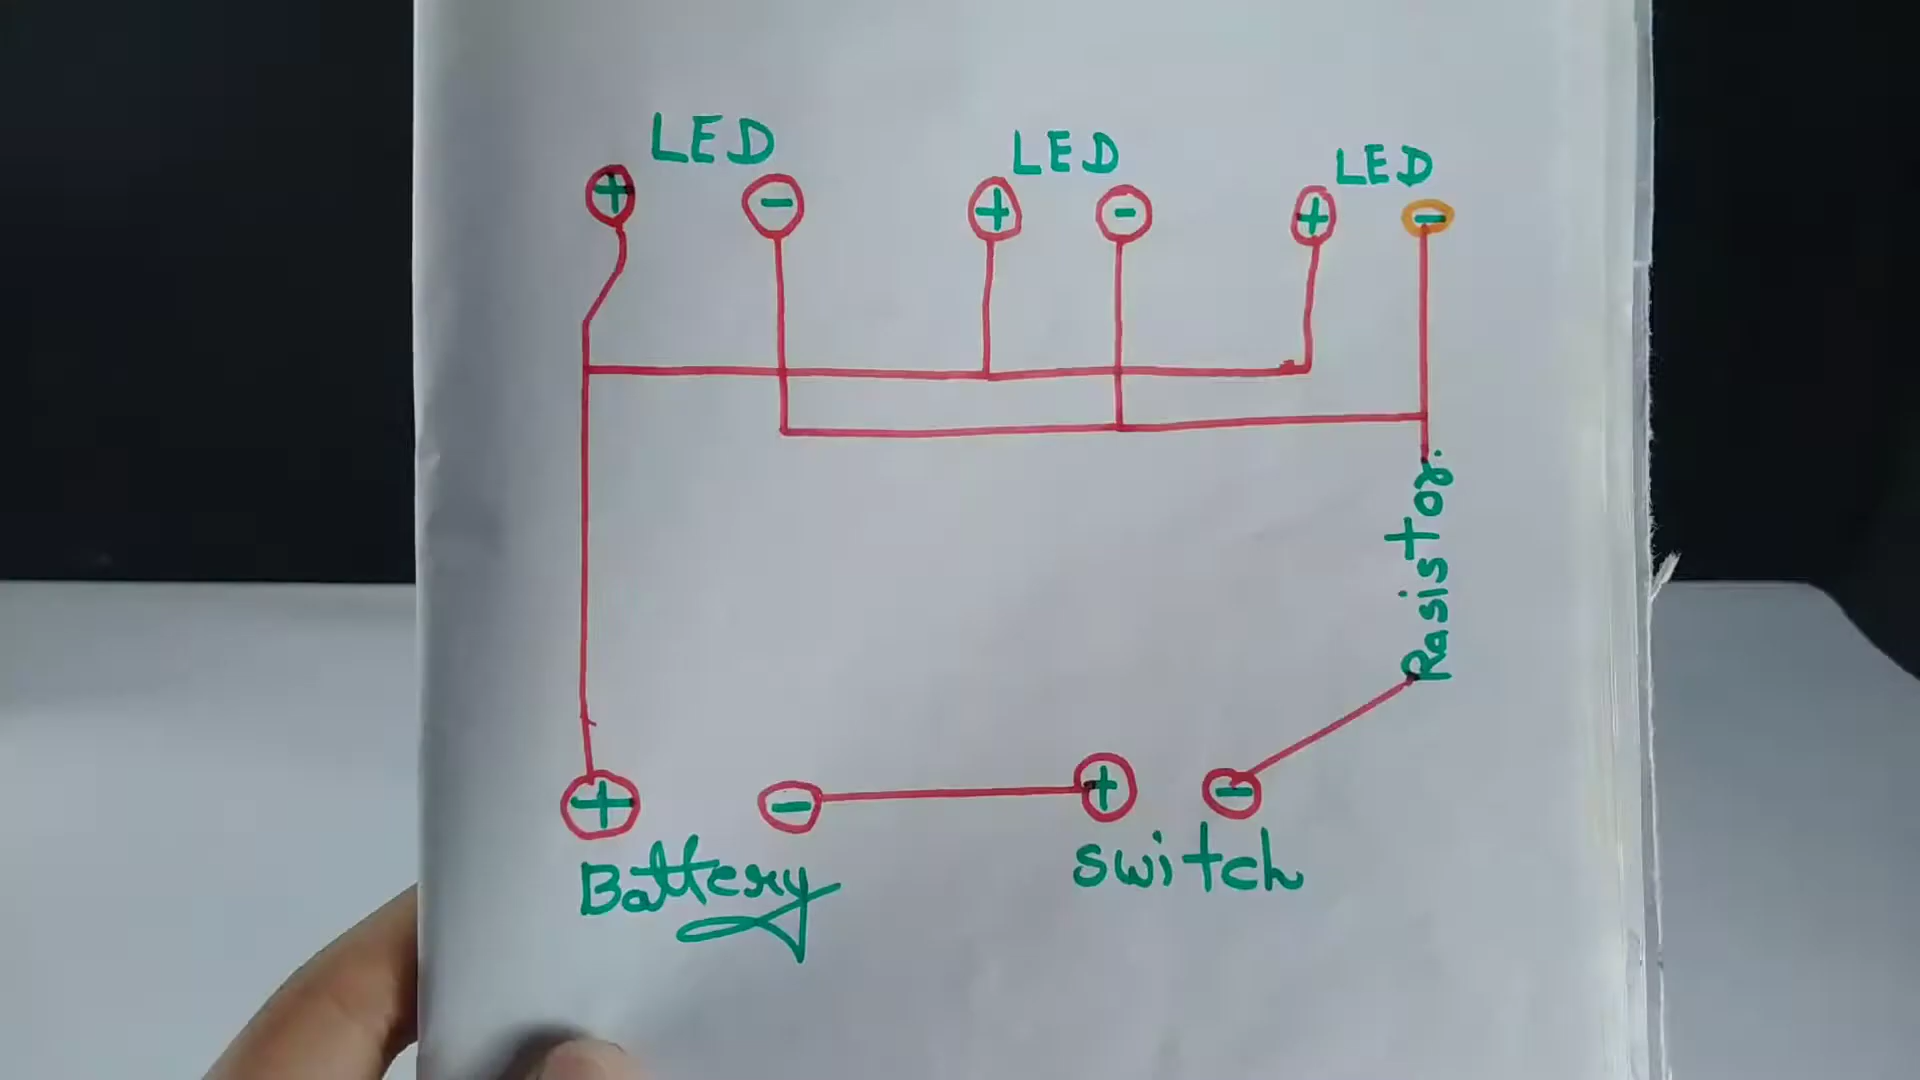 LED LED LED
+ - + - + -
Rasistor.
+ - + -
Battery switch